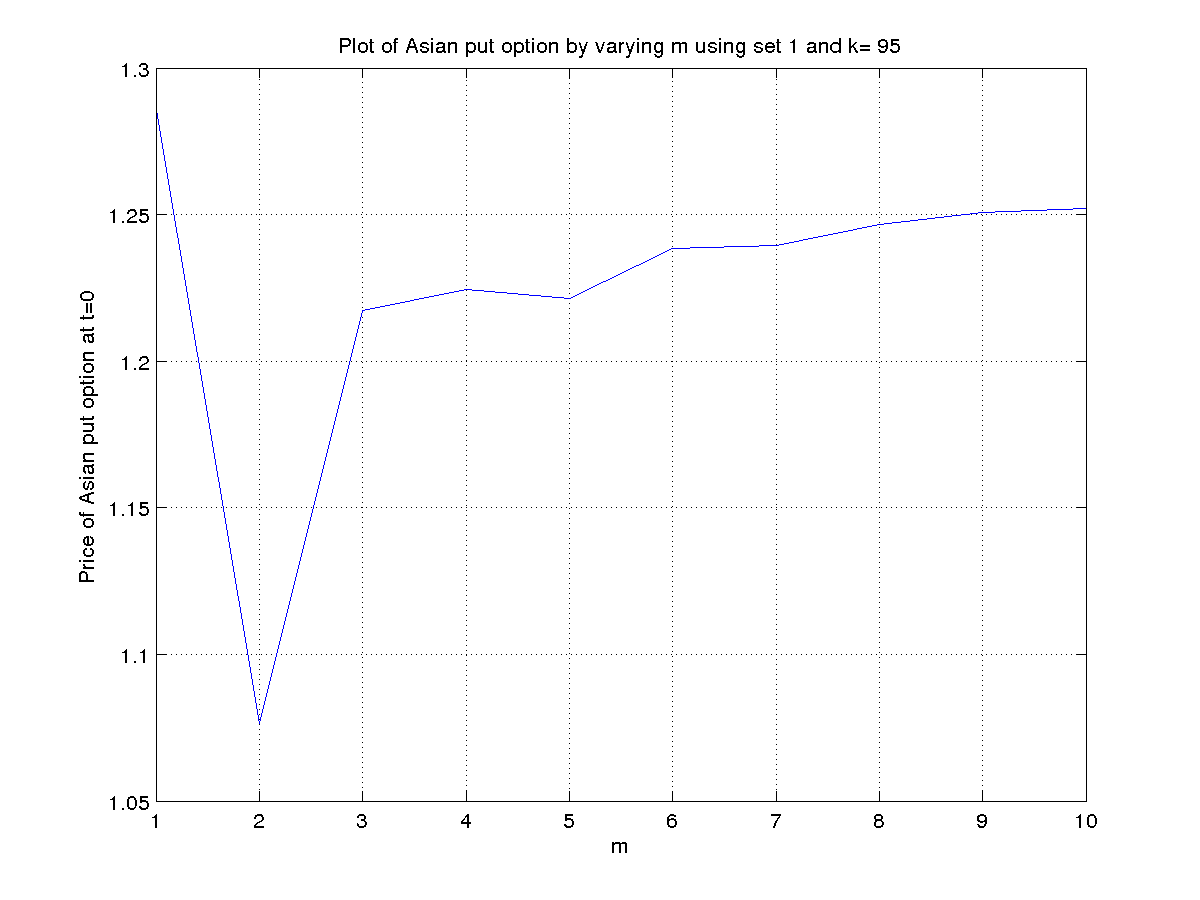 Plot of Asian put option by varying m using set 1 and k= 95
1.3
1.25
1.2
1.15
1.1
1.05
Price of Asian put option at t=0
1 2 3 4 5 6 7 8 9 10
m